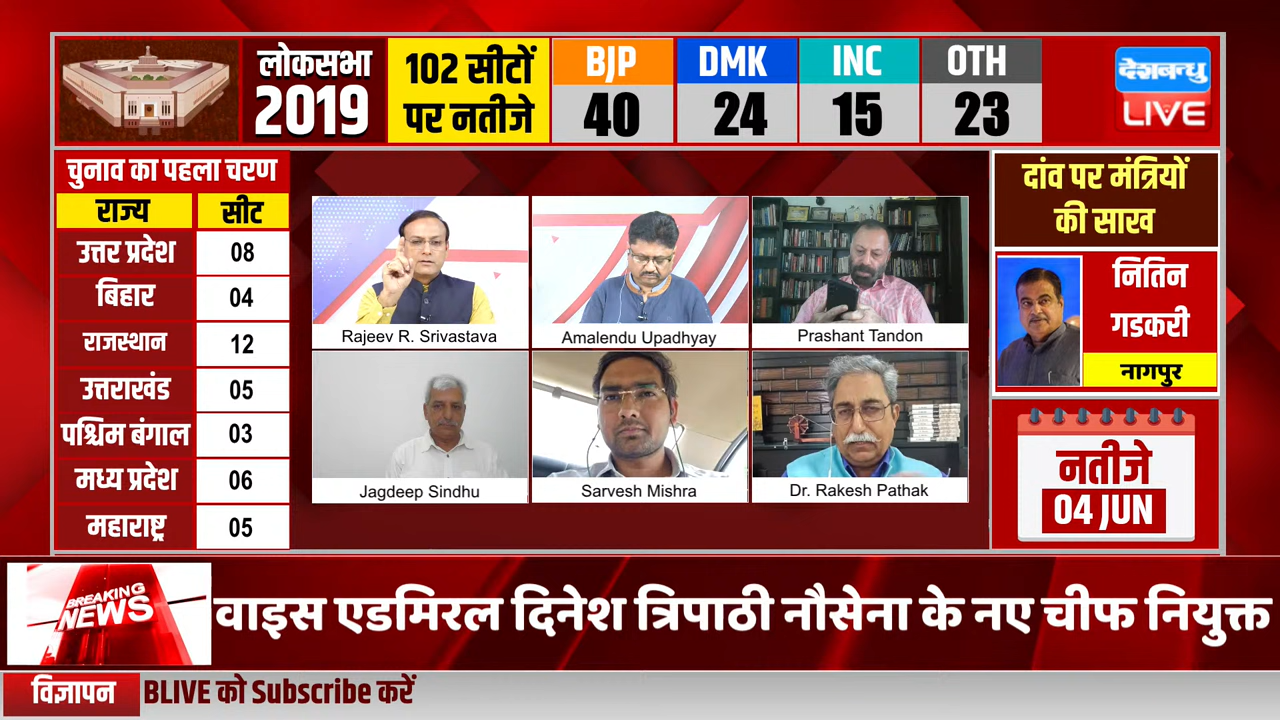 लोकसभा
2019
102 सीटों
पर नतीजे
BJP
40
DMK
24
INC
15
OTH
23
देशबन्धु
LIVE
चुनाव का पहला चरण
राज्य सीट
उत्तर प्रदेश 08
बिहार 04
राजस्थान 12
उत्तराखंड 05
पश्चिम बंगाल 03
मध्य प्रदेश 06
महाराष्ट्र 05
Rajeev R. Srivastava
Amalendu Upadhyay
Prashant Tandon
Jagdeep Sindhu
Sarvesh Mishra
Dr. Rakesh Pathak
दांव पर मंत्रियों
की साख
नितिन
गडकरी
नागपुर
नतीजे
04 JUN
BREAKING
NEWS
वाइस एडमिरल दिनेश त्रिपाठी नौसेना के नए चीफ नियुक्त
विज्ञापन
BLIVE को Subscribe करें